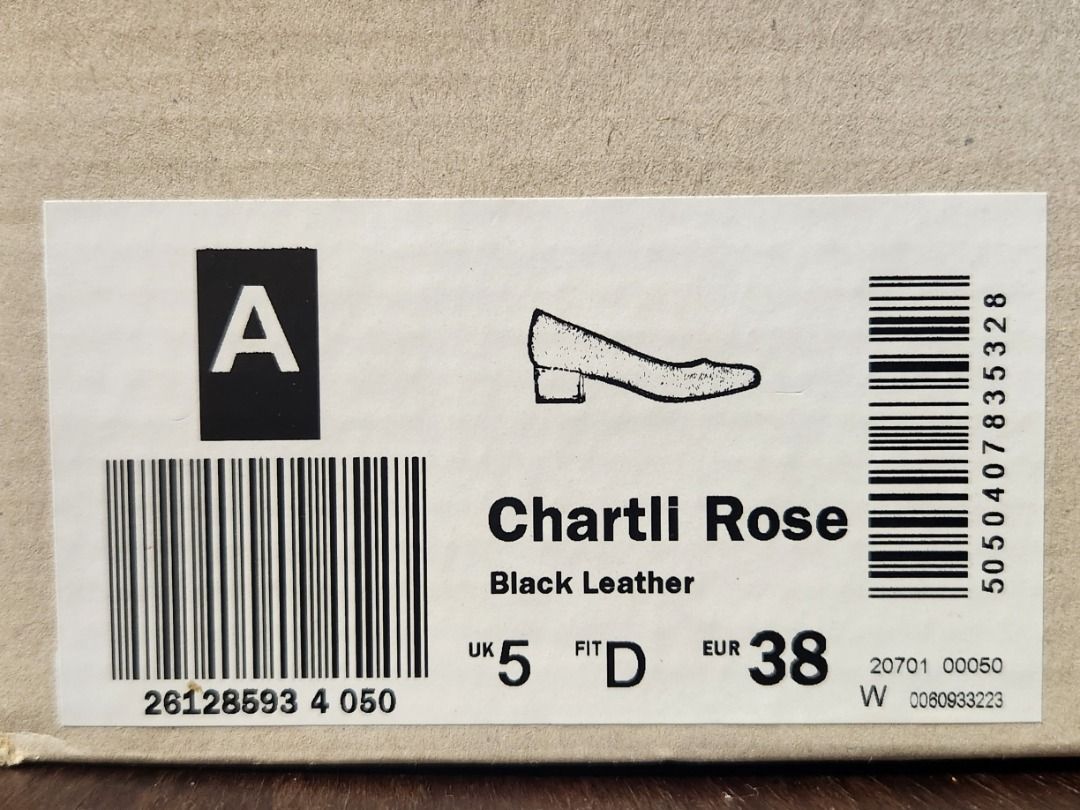 A
26128593 4 050
Chartli Rose
Black Leather
UK 5 FIT D EUR 38
5050407835328
20701 00050
W 0060933223